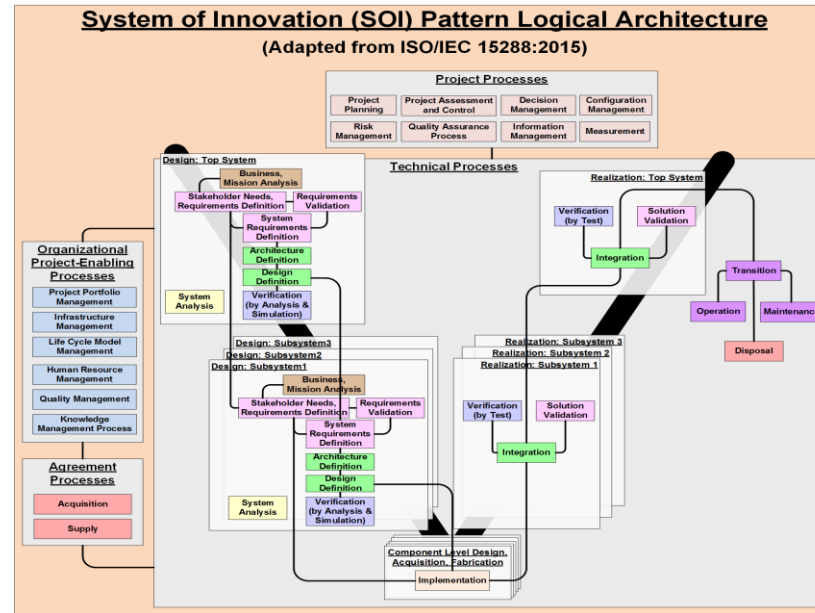 System of Innovation (SOI) Pattern Logical Architecture
(Adapted from ISO/IEC 15288:2015)
Project Processes
Project
Planning
Project Assessment
and Control
Decision
Management
Configuration
Management
Risk
Management
Quality Assurance
Process
Information
Management
Measurement
Technical Processes
Design: Top System
Business,
Mission Analysis
Stakeholder Needs,
Requirements Definition
Requirements
Validation
System
Requirements
Definition
Architecture
Definition
Design
Definition
System
Analysis
Verification
(by Analysis &
Simulation)
Realization: Top System
Verification
(by Test)
Solution
Validation
Integration
Transition
Operation
Maintenance
Disposal
Organizational
Project-Enabling
Processes
Project Portfolio
Management
Infrastructure
Management
Life Cycle Model
Management
Human Resource
Management
Quality Management
Knowledge
Management Process
Agreement
Processes
Acquisition
Supply
Design: Subsystem3
Design: Subsystem2
Design: Subsystem1
Business,
Mission Analysis
Stakeholder Needs,
Requirements Definition
Requirements
Validation
System
Requirements
Definition
Architecture
Definition
Design
Definition
System
Analysis
Verification
(by Analysis &
Simulation)
Realization: Subsystem 3
Realization: Subsystem 2
Realization: Subsystem 1
Verification
(by Test)
Solution
Validation
Integration
Component Level Design,
Acquisition, Fabrication
Implementation